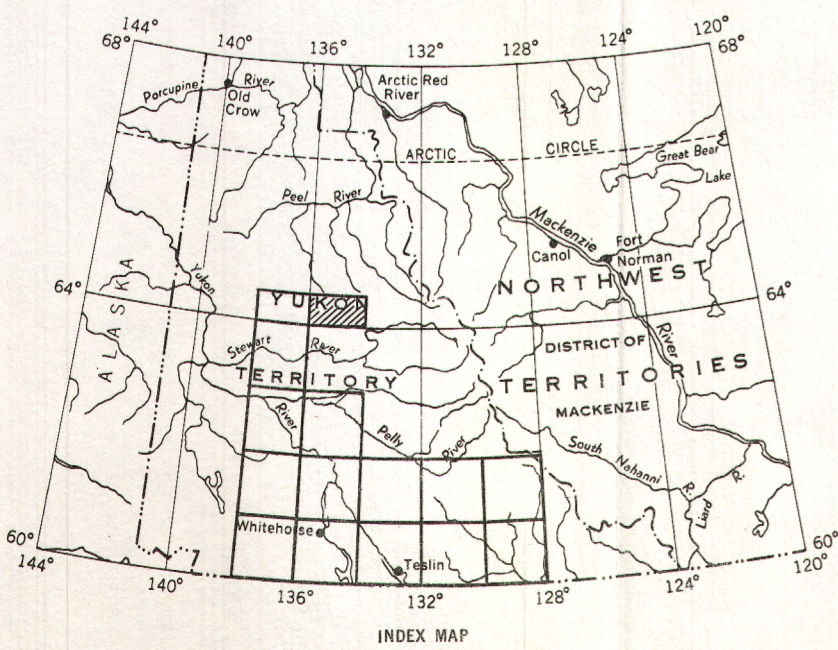 144° 140° 136° 132° 128° 124° 120°
68° 68°
Porcupine River
Old
Crow
Arctic Red
River
ARCTIC CIRCLE
Great Bear
Lake
Peel River
Mackenzie
Canol
Fort
Norman
NORTHWEST
64° 64°
Yukon
YUKON
ALASKA
Stewart River
TERRITORY
DISTRICT OF
River
TERRITORIES
MACKENZIE
River
Pelly
River
South Nahanni R.
Liard R.
Whitehorse
Teslin
60° 60°
144° 140° 136° 132° 128° 124° 120°
INDEX MAP